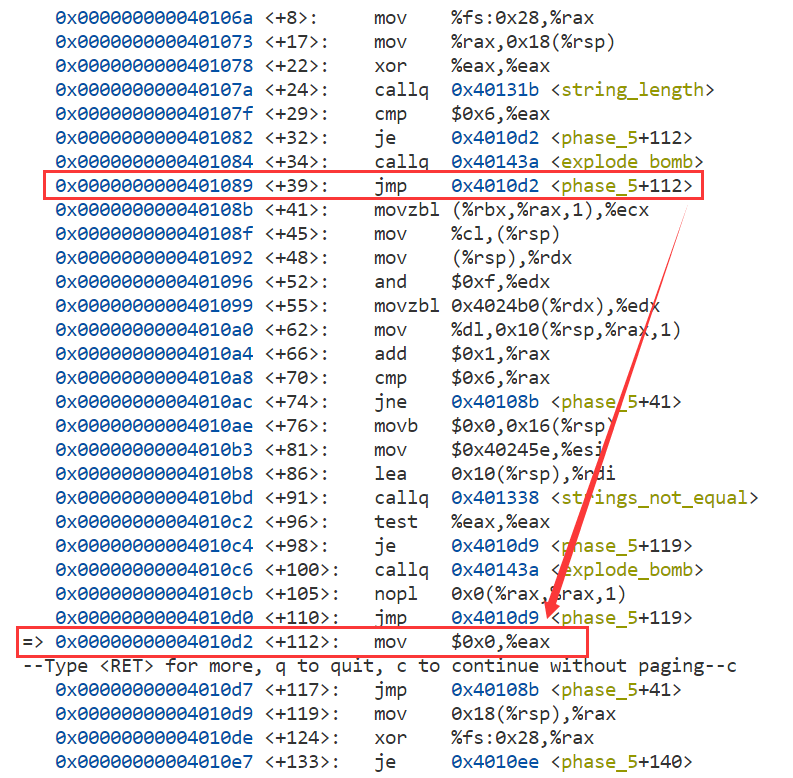 0x000000000040106a <+8>: mov %fs:0x28,%rax
0x0000000000401073 <+17>: mov %rax,0x18(%rsp)
0x0000000000401078 <+22>: xor %eax,%eax
0x000000000040107a <+24>: callq 0x40131b <string_length>
0x000000000040107f <+29>: cmp $0x6,%eax
0x0000000000401082 <+32>: je 0x4010d2 <phase_5+112>
0x0000000000401084 <+34>: callq 0x40143a <explode_bomb>
0x0000000000401089 <+39>: jmp 0x4010d2 <phase_5+112>
0x000000000040108b <+41>: movzbl (%rbx,%rax,1),%ecx
0x000000000040108f <+45>: mov %cl,(%rsp)
0x0000000000401092 <+48>: mov (%rsp),%rdx
0x0000000000401096 <+52>: and $0xf,%edx
0x0000000000401099 <+55>: movzbl 0x4024b0(%rdx),%edx
0x00000000004010a0 <+62>: mov %dl,0x10(%rsp,%rax,1)
0x00000000004010a4 <+66>: add $0x1,%rax
0x00000000004010a8 <+70>: cmp $0x6,%rax
0x00000000004010ac <+74>: jne 0x40108b <phase_5+41>
0x00000000004010ae <+76>: movb $0x0,0x16(%rsp)
0x00000000004010b3 <+81>: mov $0x40245e,%esi
0x00000000004010b8 <+86>: lea 0x10(%rsp),%rdi
0x00000000004010bd <+91>: callq 0x401338 <strings_not_equal>
0x00000000004010c2 <+96>: test %eax,%eax
0x00000000004010c4 <+98>: je 0x4010d9 <phase_5+119>
0x00000000004010c6 <+100>: callq 0x40143a <explode_bomb>
0x00000000004010cb <+105>: nopl 0x0(%rax,%rax,1)
0x00000000004010d0 <+110>: jmp 0x4010d9 <phase_5+119>
=> 0x00000000004010d2 <+112>: mov $0x0,%eax
--Type <RET> for more, q to quit, c to continue without paging--c
0x00000000004010d7 <+117>: jmp 0x40108b <phase_5+41>
0x00000000004010d9 <+119>: mov 0x18(%rsp),%rax
0x00000000004010de <+124>: xor %fs:0x28,%rax
0x00000000004010e7 <+133>: je 0x4010ee <phase_5+140>